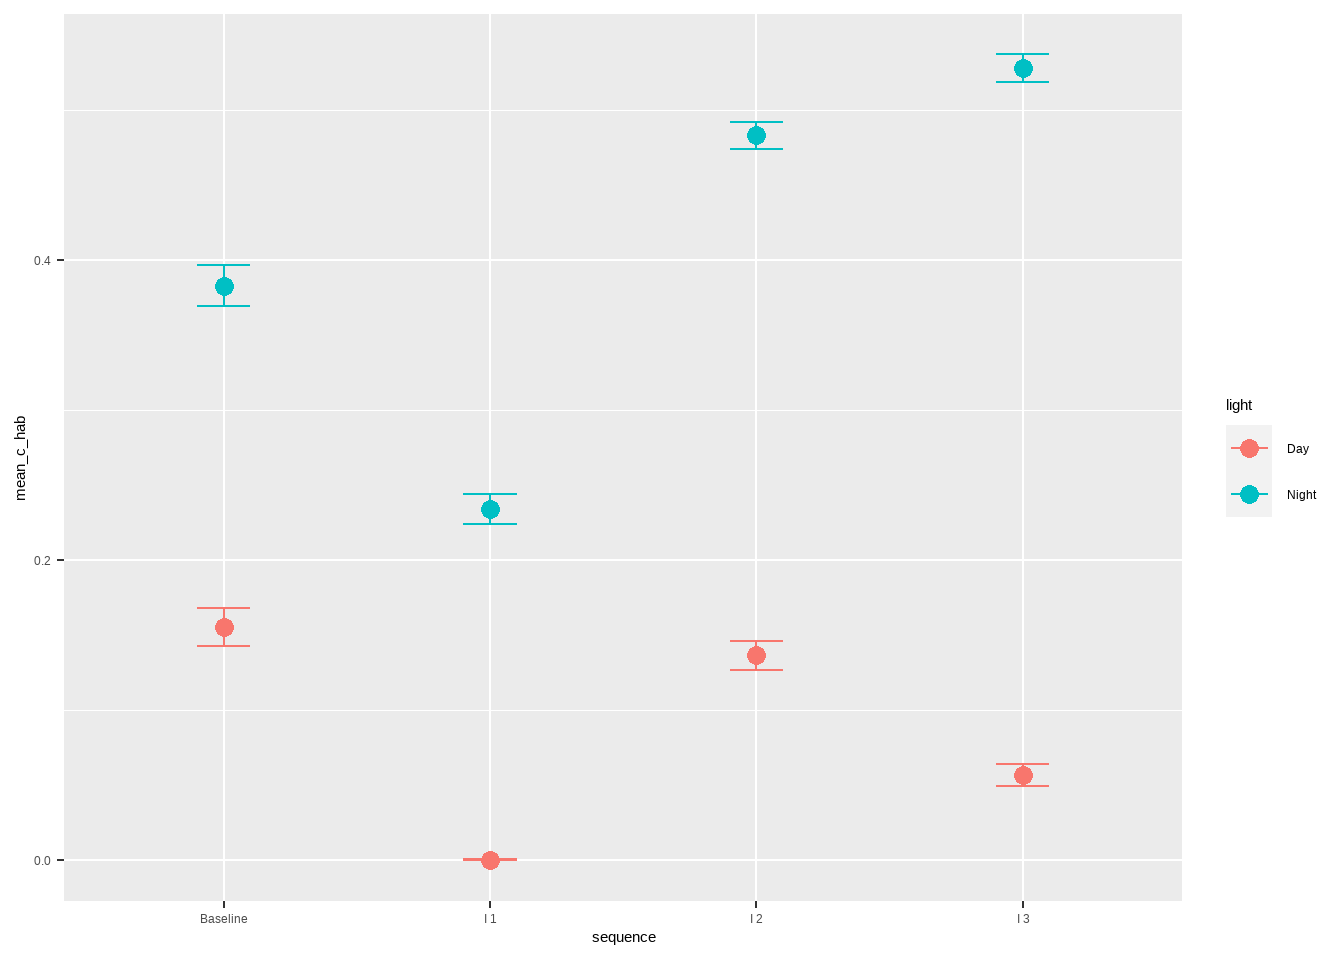 mean_c_hab
0.4
0.2
0.0
Baseline
I 1
I 2
I 3
sequence
light
Day
Night